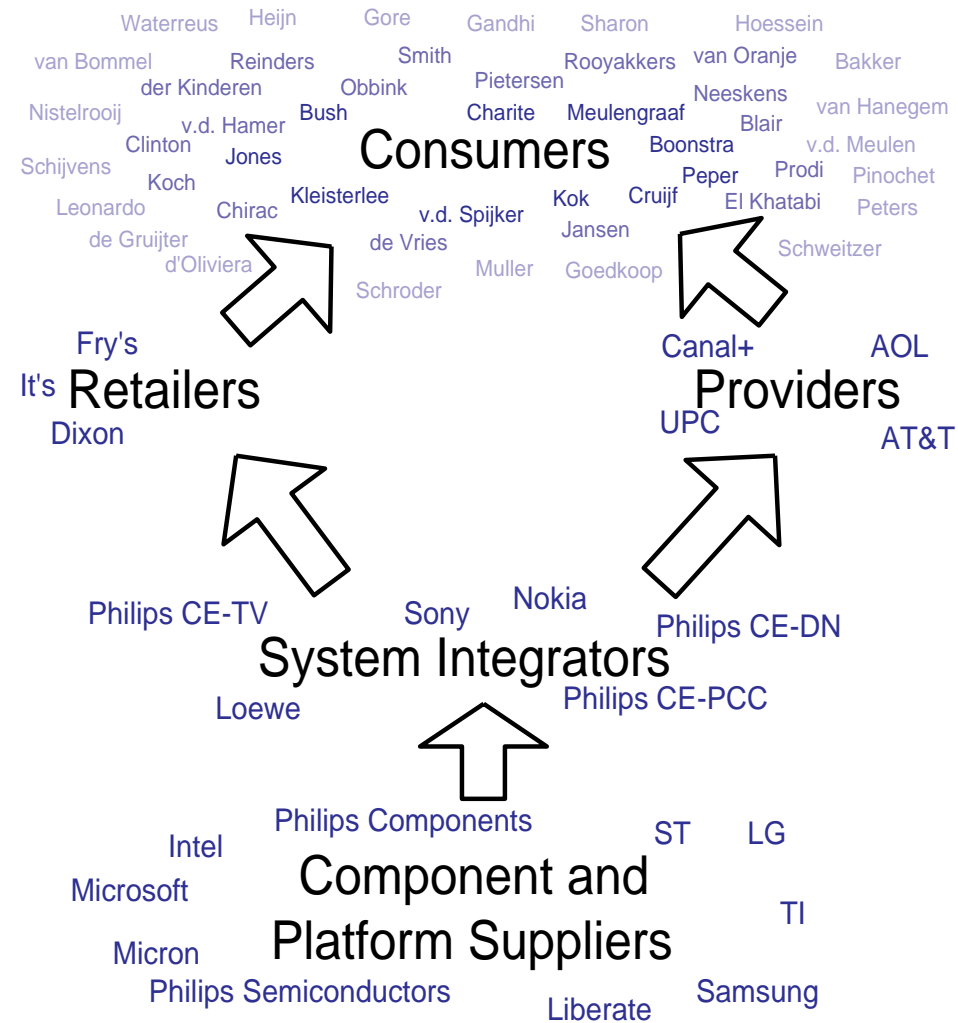 Waterreus Heijn Gore Gandhi Sharon Hoessein
van Bommel Reinders Smith Rooyakkers van Oranje Bakker
der Kinderen Obbink Pietersen Neeskens
Nistelrooij Bush Charite Meulengraaf van Hanegem
v.d. Hamer Blair
Clinton Jones Consumers Boonstra v.d. Meulen
Schijvens Koch Peper Prodi Pinochet
Kleisterlee Kok Cruijf El Khatabi
Leonardo Chirac v.d. Spijker Peters
de Gruijter de Vries Jansen Schweitzer
d'Oliviera Muller Goedkoop
Schroder
Fry's Canal+ AOL
It's Retailers Providers
Dixon UPC AT&T
Philips CE-TV Sony Nokia Philips CE-DN
System Integrators
Loewe Philips CE-PCC
Philips Components ST LG
Intel
Component and
Microsoft TI
Platform Suppliers
Micron
Philips Semiconductors Liberate Samsung